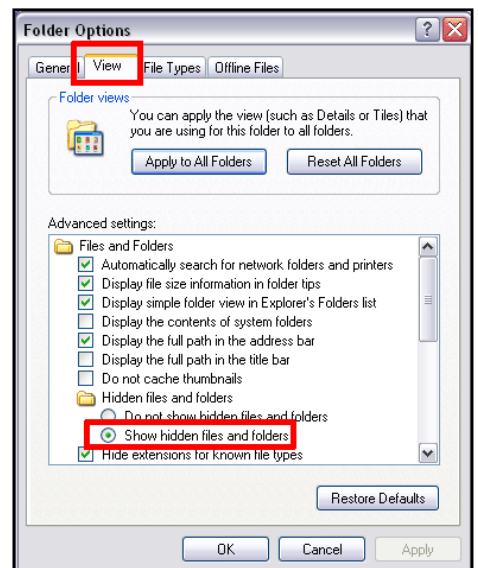 Folder Options
General View File Types Offline Files
Folder views
You can apply the view (such as Details or Tiles) that
you are using for this folder to all folders.
Apply to All Folders Reset All Folders
Advanced settings:
Files and Folders
Automatically search for network folders and printers
Display file size information in folder tips
Display simple folder view in Explorer's Folders list
Display the contents of system folders
Display the full path in the address bar
Display the full path in the title bar
Do not cache thumbnails
Hidden files and folders
Do not show hidden files and folders
Show hidden files and folders
Hide extensions for known file types
Restore Defaults
OK Cancel Apply